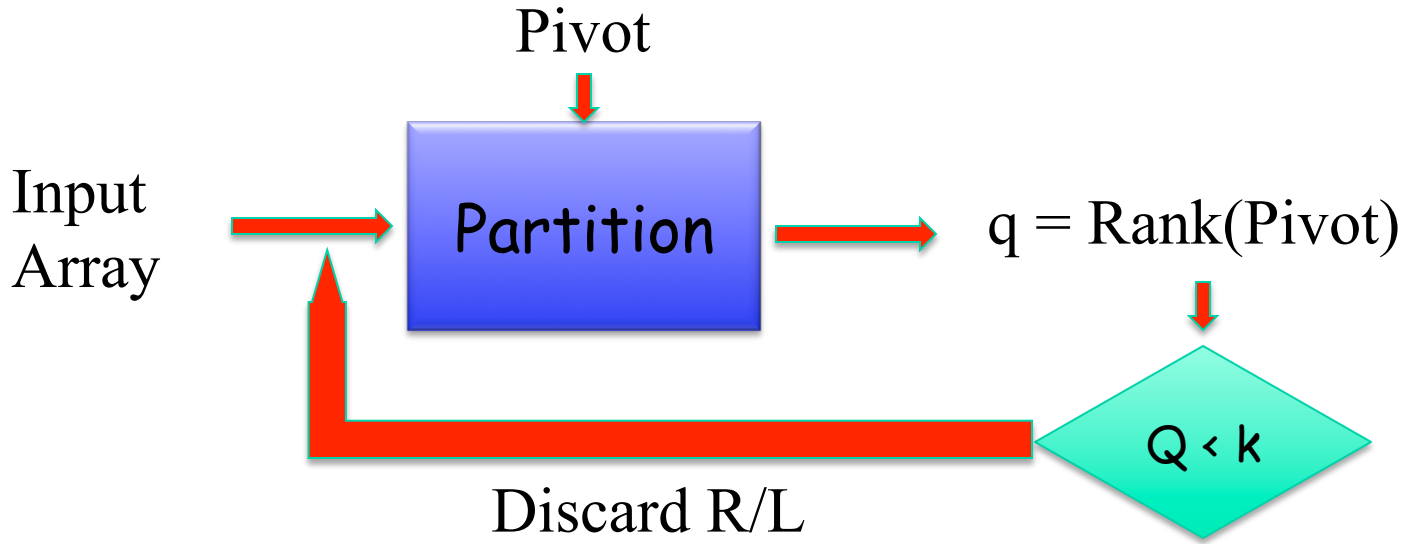 Pivot
Input
Array
Partition
q = Rank(Pivot)
Q < k
Discard R/L